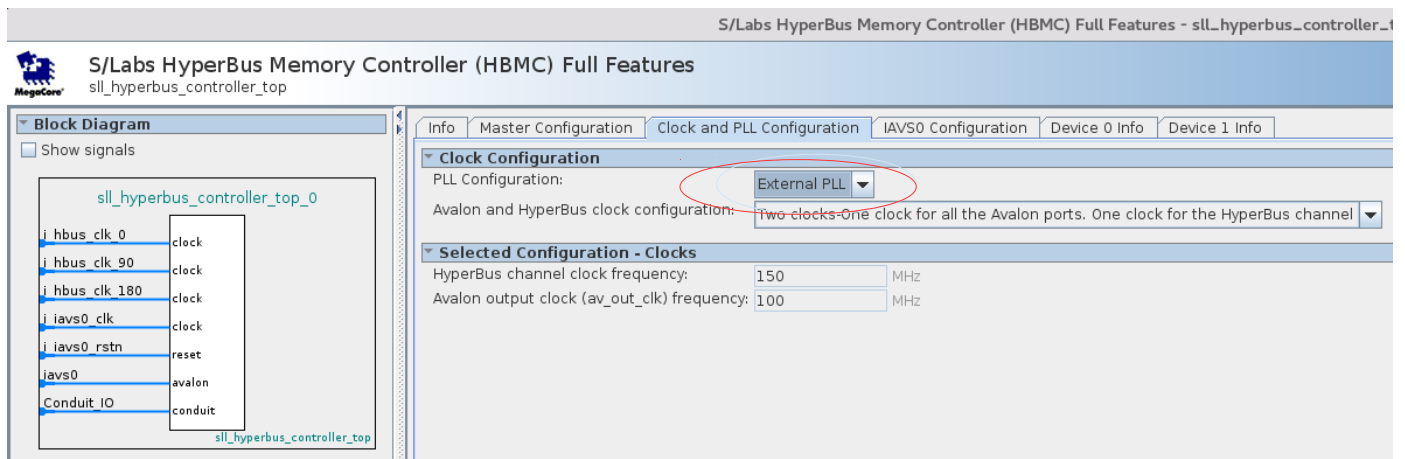 S/Labs HyperBus Memory Controller (HBMC) Full Features - sll_hyperbus_controller_t
S/Labs HyperBus Memory Controller (HBMC) Full Features
sll_hyperbus_controller_top
MegaCore
Block Diagram
Show signals
sll_hyperbus_controller_top_0
i_hbus_clk_0
clock
i_hbus_clk_90
clock
i_hbus_clk_180
clock
i_iavs0_clk
clock
i_iavs0_rstn
reset
iavs0
avalon
Conduit_IO
conduit
sll_hyperbus_controller_top
Info Master Configuration Clock and PLL Configuration IAVS0 Configuration Device 0 Info Device 1 Info
Clock Configuration
PLL Configuration: External PLL
Avalon and HyperBus clock configuration: Two clocks-One clock for all the Avalon ports. One clock for the HyperBus channel
Selected Configuration - Clocks
HyperBus channel clock frequency: 150 MHz
Avalon output clock (av_out_clk) frequency: 100 MHz